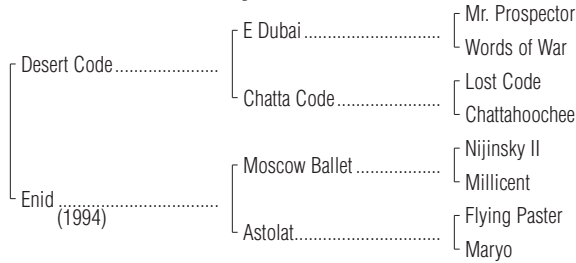 Mr. Prospector
E Dubai
Words of War
Desert Code
Lost Code
Chatta Code
Chattahoochee
Nijinsky II
Moscow Ballet
Millicent
Enid
(1994)
Flying Paster
Astolat
Maryo